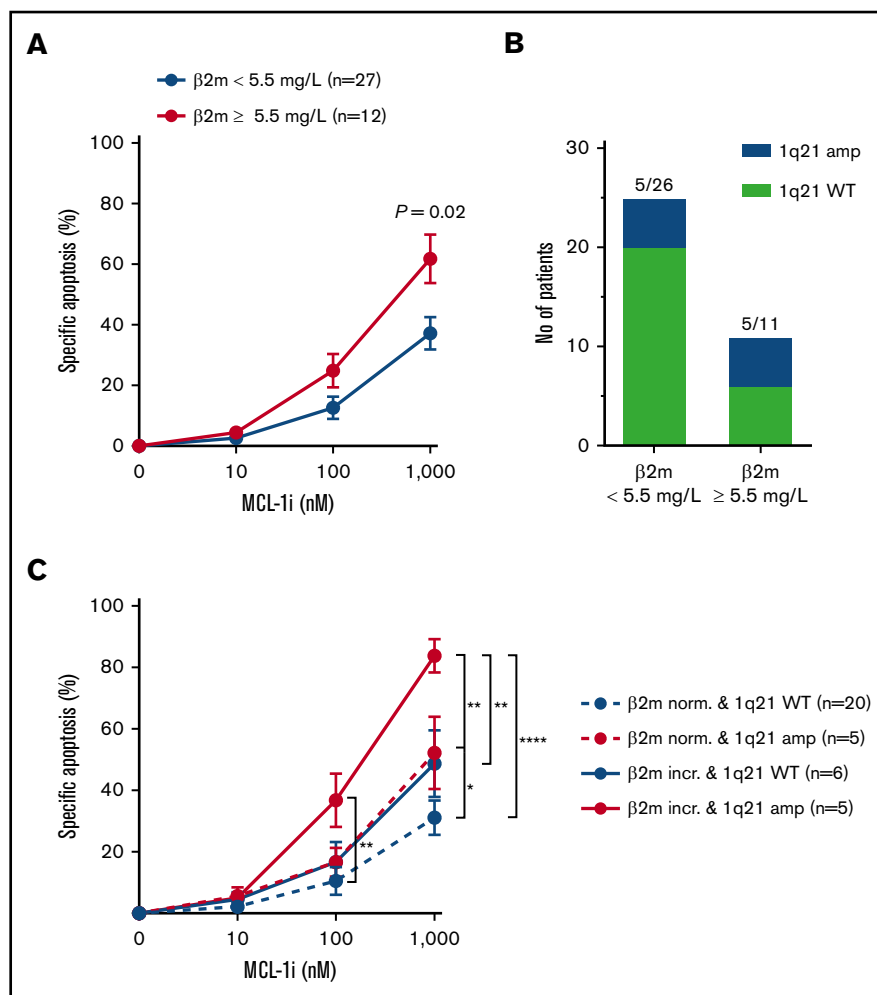 A
β2m < 5.5 mg/L (n=27)
β2m ≥ 5.5 mg/L (n=12)
100
80
60
40
20
0
Specific apoptosis (%)
P = 0.02
0 10 100 1,000
MCL-1i (nM)
B
1q21 amp
1q21 WT
30
20
10
0
No of patients
5/26
5/11
β2m β2m
< 5.5 mg/L ≥ 5.5 mg/L
C
100
80
60
40
20
0
Specific apoptosis (%)
**
**
**
****
*
0 10 100 1,000
MCL-1i (nM)
β2m norm. & 1q21 WT (n=20)
β2m norm. & 1q21 amp (n=5)
β2m incr. & 1q21 WT (n=6)
β2m incr. & 1q21 amp (n=5)